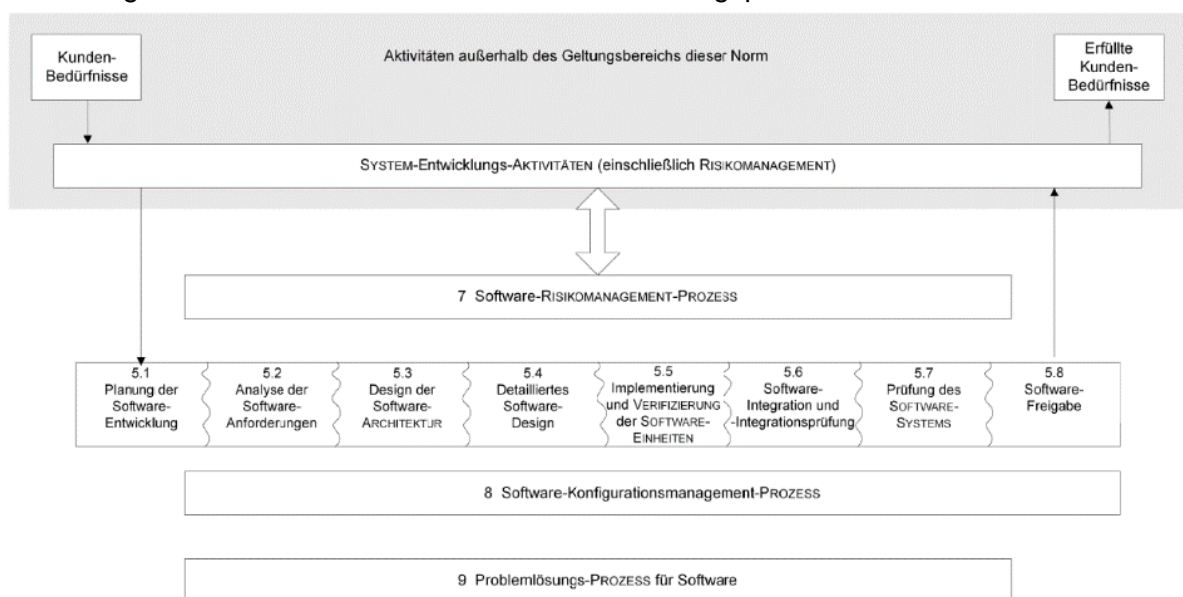 Kunden-
Bedürfnisse
Aktivitäten außerhalb des Geltungsbereichs dieser Norm
Erfüllte
Kunden-
Bedürfnisse
SYSTEM-Entwicklungs-AKTIVITÄTEN (einschließlich RISIKOMANAGEMENT)
7 Software-RISIKOMANAGEMENT-PROZESS
5.1
Planung der
Software-
Entwicklung
5.2
Analyse der
Software-
Anforderungen
5.3
Design der
Software-
ARCHITEKTUR
5.4
Detailliertes
Software-
Design
5.5
Implementierung
und VERIFIZIERUNG
der SOFTWARE-
EINHEITEN
5.6
Software-
Integration und
-Integrationsprüfung
5.7
Prüfung des
SOFTWARE-
SYSTEMS
5.8
Software-
Freigabe
8 Software-Konfigurationsmanagement-PROZESS
9 Problemlösungs-PROZESS für Software